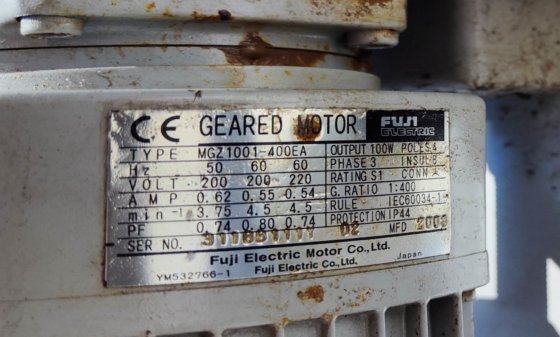 CE GEARED MOTOR FUJI ELECTRIC
TYPE MGZ1001-400EA OUTPUT 100W POLES 4
Hz 50 60 60 PHASE 3 INSUL B
VOLT 200 200 220 RATING S1 CONN
AMP 0.62 0.55 0.54 G.RATIO 1:400
min-1 3.75 4.5 4.5 RULE IEC60034-1
PF 0.74 0.80 0.74 PROTECTION IP44
SER NO. MFD
Fuji Electric Motor Co.,Ltd.
Fuji Electric Co.,Ltd. Japan
YM532766-1